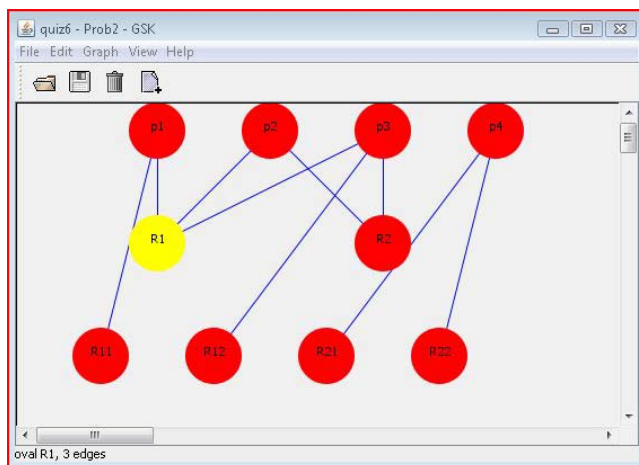 quiz6 - Prob2 - GSK
File Edit Graph View Help
p1 p2 p3 p4
R1 R2
R11 R12 R21 R22
oval R1, 3 edges